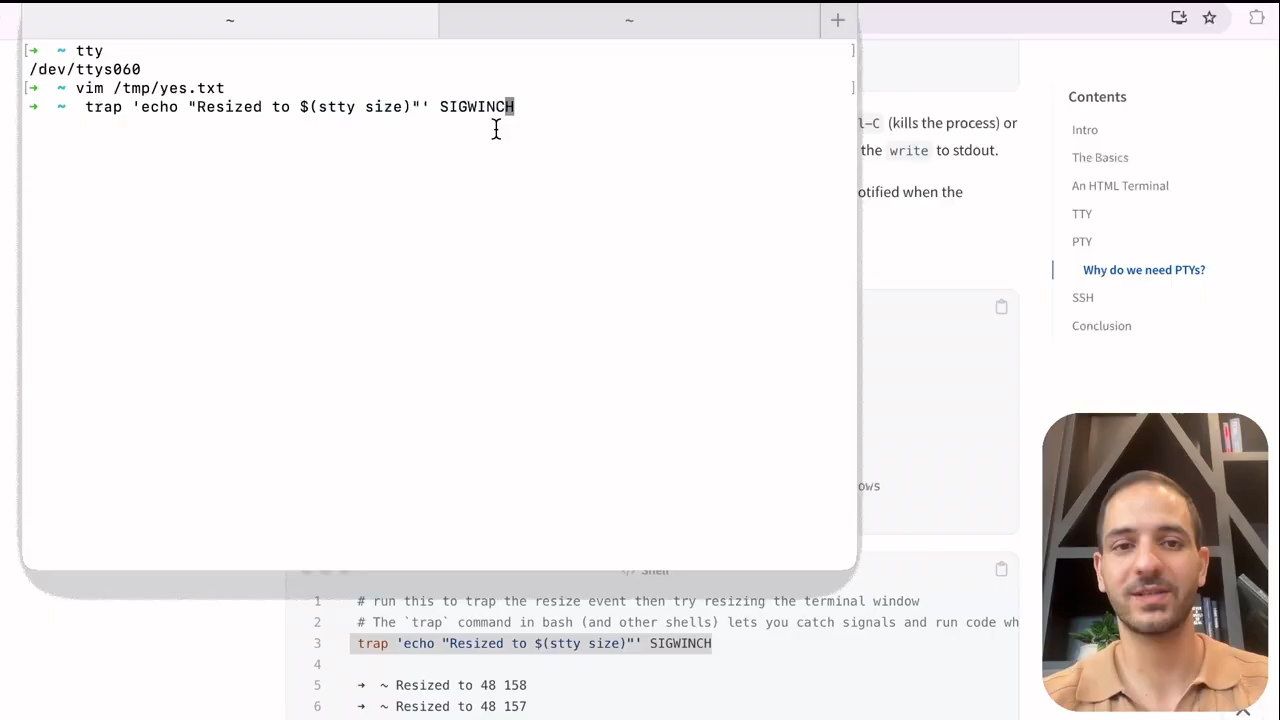 ~
~
+
[➜ ~ tty ]
/dev/ttys060
[➜ ~ vim /tmp/yes.txt ]
➜ ~ trap 'echo "Resized to $(stty size)"' SIGWINCH
l-C (kills the process) or
the write to stdout.
otified when the
ows
Shell
1 # run this to trap the resize event then try resizing the terminal window
2 # The `trap` command in bash (and other shells) lets you catch signals and run code wh
3 trap 'echo "Resized to $(stty size)"' SIGWINCH
4
5 ➜ ~ Resized to 48 158
6 ➜ ~ Resized to 48 157
Contents
Intro
The Basics
An HTML Terminal
TTY
PTY
Why do we need PTYs?
SSH
Conclusion